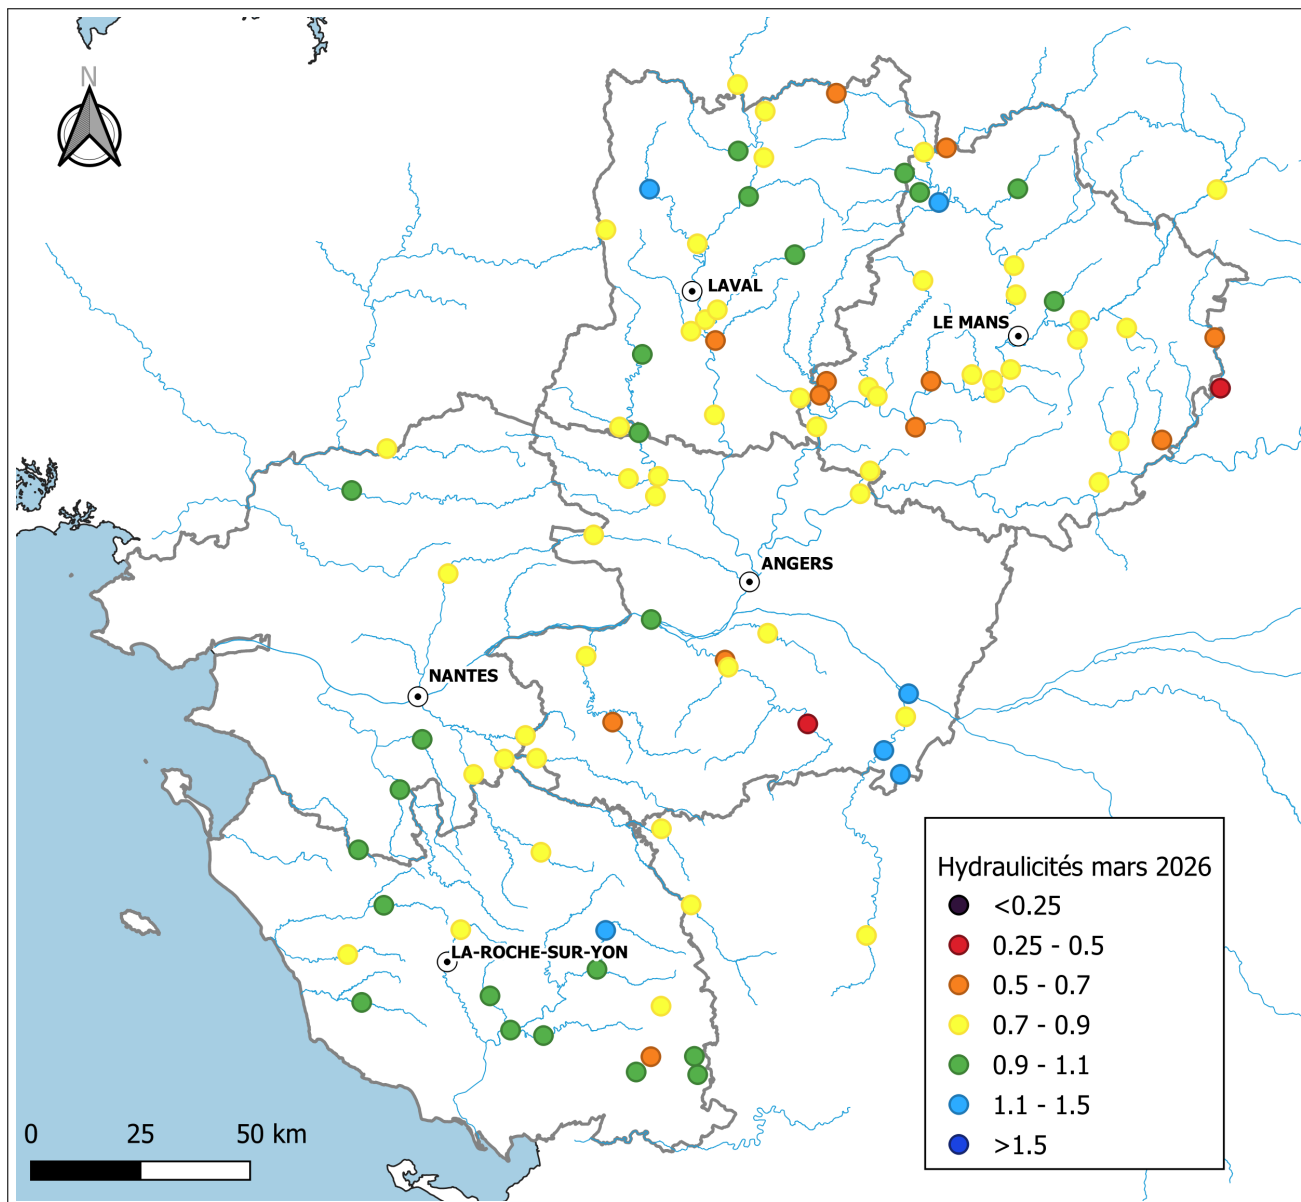 N
LAVAL
LE MANS
ANGERS
NANTES
LA-ROCHE-SUR-YON
Hydraulicités mars 2026
<0.25
0.25 - 0.5
0.5 - 0.7
0.7 - 0.9
0.9 - 1.1
1.1 - 1.5
>1.5
0 25 50 km